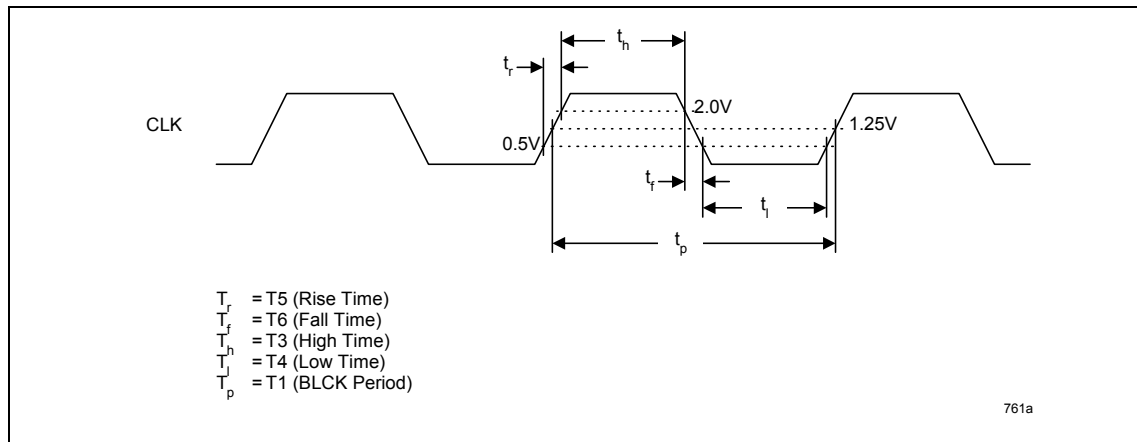 t_h
t_r
2.0V
CLK
1.25V
0.5V
t_f
t_l
t_p
T_r = T5 (Rise Time)
T_f = T6 (Fall Time)
T_h = T3 (High Time)
T_l = T4 (Low Time)
T_p = T1 (BLCK Period)
761a